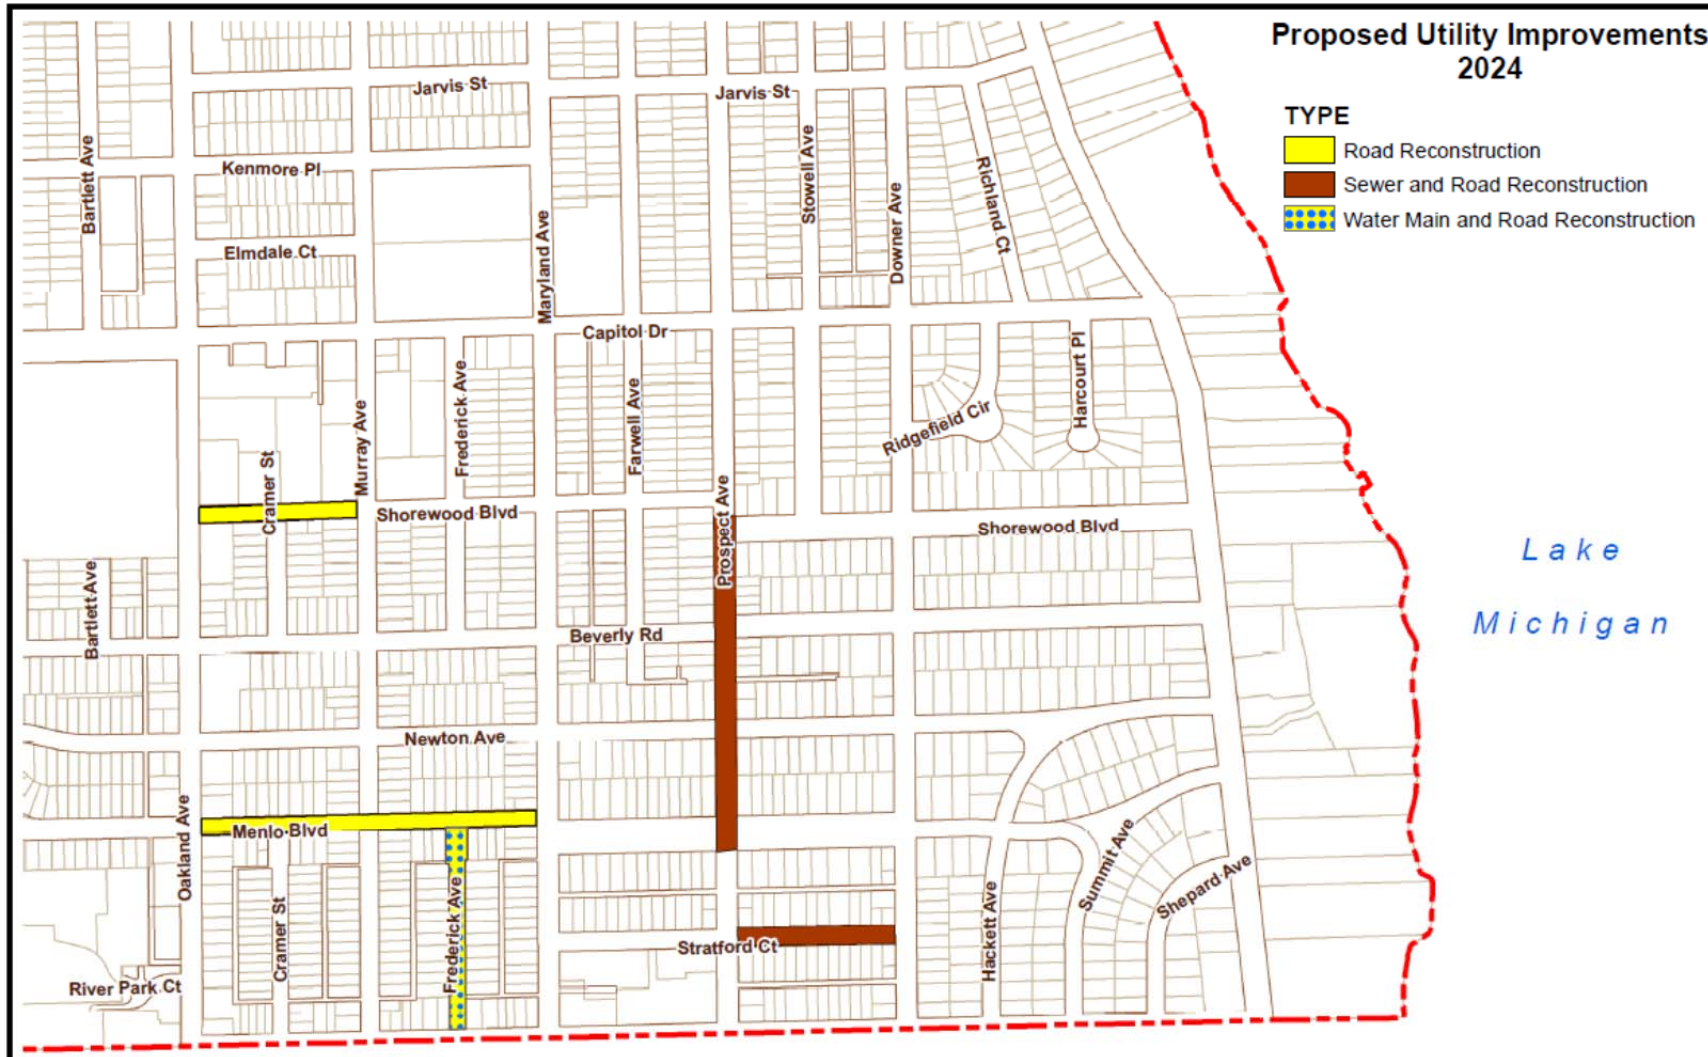 Proposed Utility Improvements
2024
TYPE
Road Reconstruction
Sewer and Road Reconstruction
Water Main and Road Reconstruction
Jarvis St
Jarvis St
Bartlett Ave
Kenmore Pl
Stowell Ave
Richland Ct
Downer Ave
Maryland Ave
Elmdale Ct
Capitol Dr
Harcourt Pl
Frederick Ave
Farwell Ave
Murray Ave
Ridgefield Cir
Cramer St
Shorewood Blvd
Prospect Ave
Shorewood Blvd
Lake
Michigan
Bartlett Ave
Beverly Rd
Newton Ave
Oakland Ave
Menlo Blvd
Summit Ave
Shepard Ave
Frederick Ave
Cramer St
Hackett Ave
Stratford Ct
River Park Ct